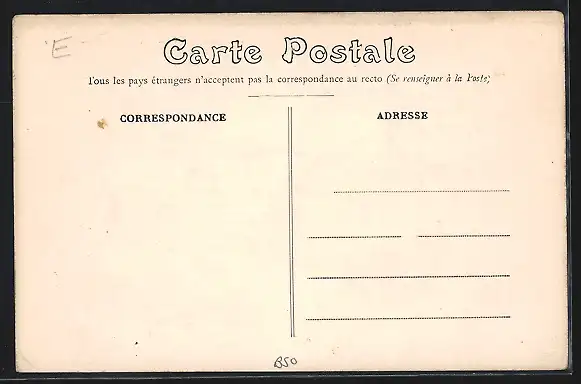 E
Carte Postale
Tous les pays étrangers n'acceptent pas la correspondance au recto (Se renseigner à la Poste)
CORRESPONDANCE
ADRESSE
B50